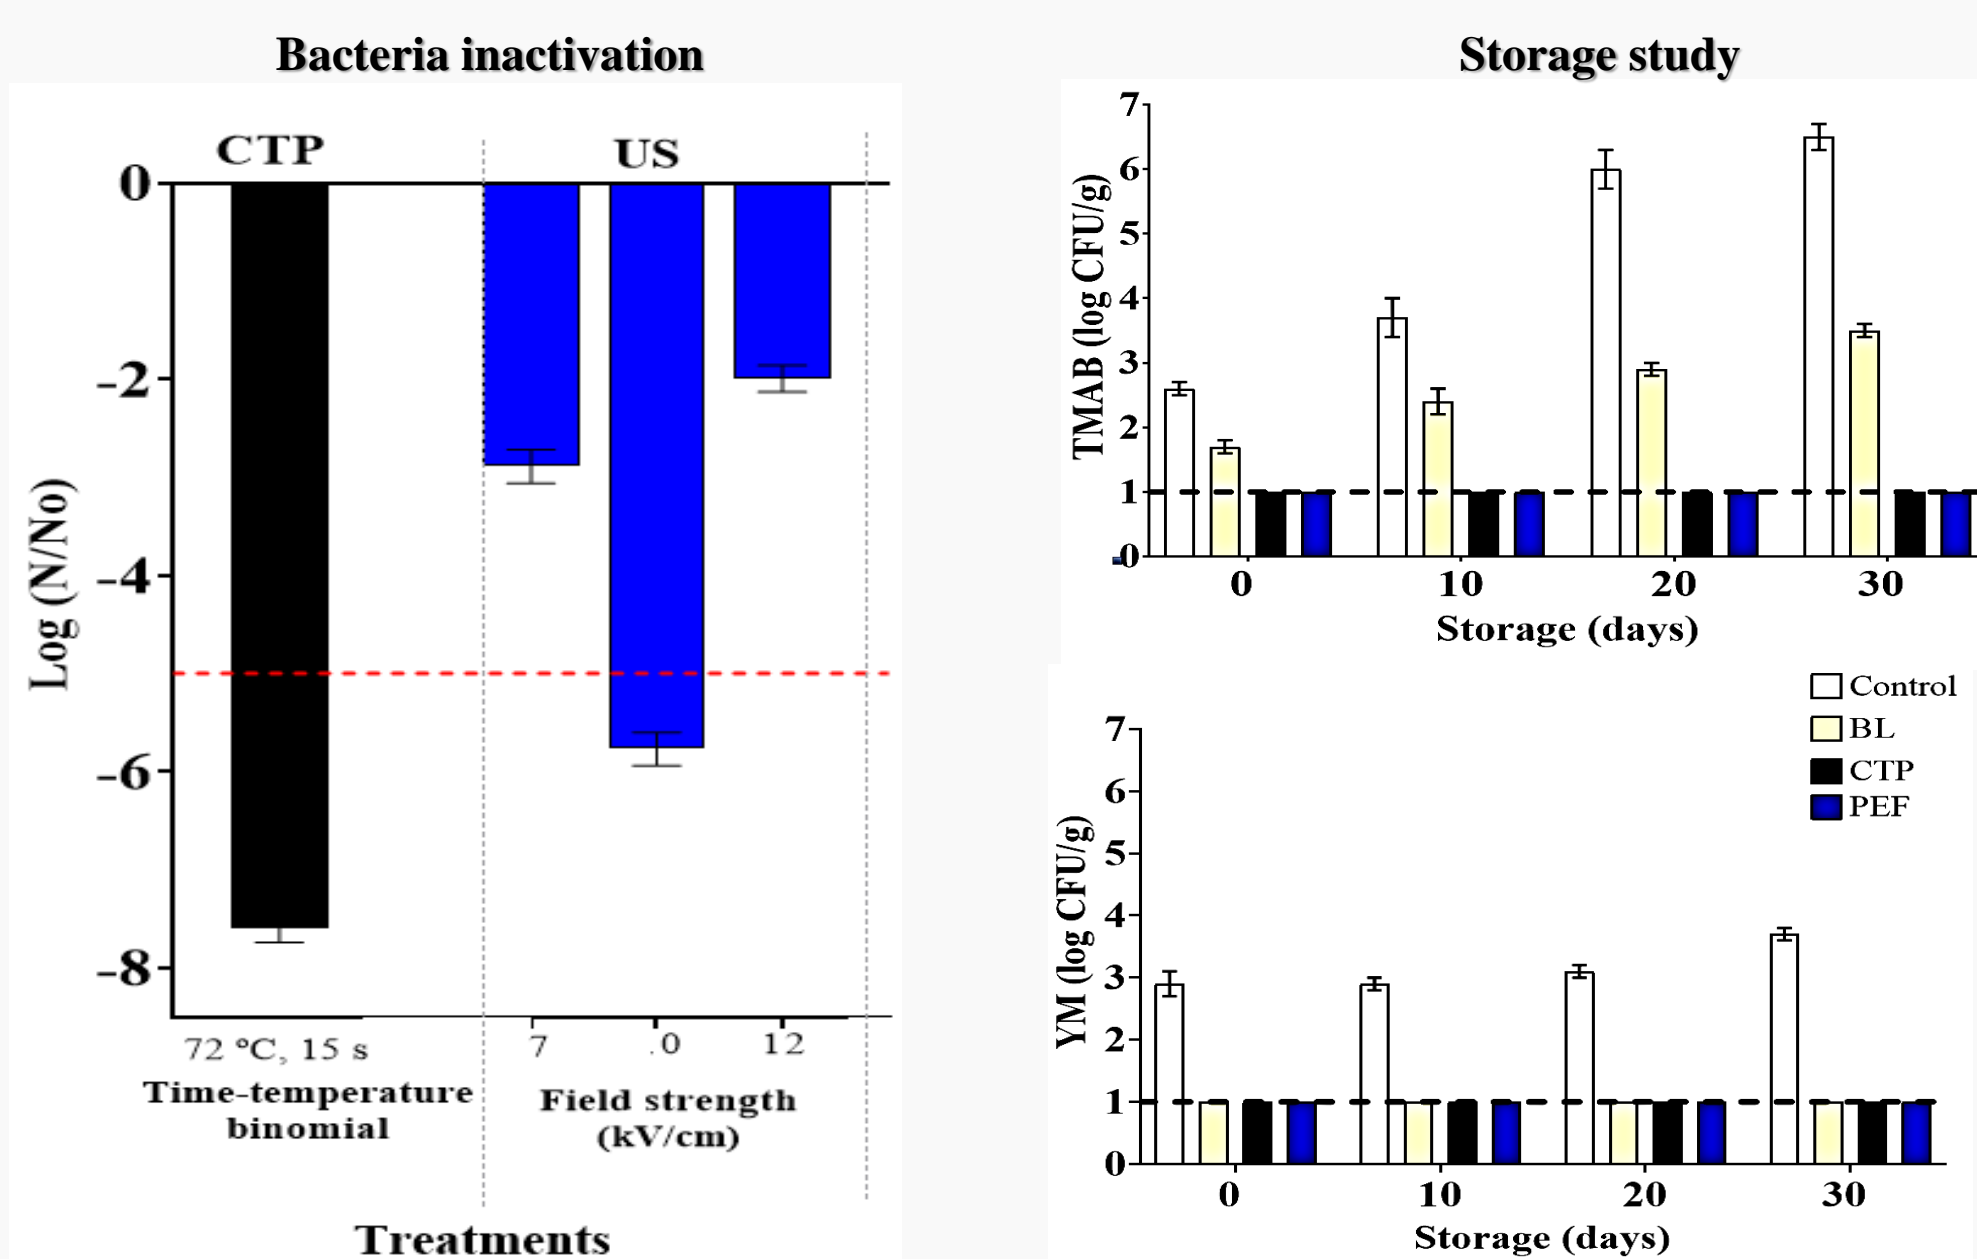 Bacteria inactivation
CTP
US
0
-2
-4
-6
-8
Log (N/No)
72 ºC, 15 s
7
.0
12
Time-temperature
binomial
Field strength
(kV/cm)
Treatments
Storage study
7
6
5
4
3
2
1
0
TMAB (log CFU/g)
0 10 20 30
Storage (days)
Control
BL
CTP
PEF
7
6
5
4
3
2
1
0
YM (log CFU/g)
0 10 20 30
Storage (days)